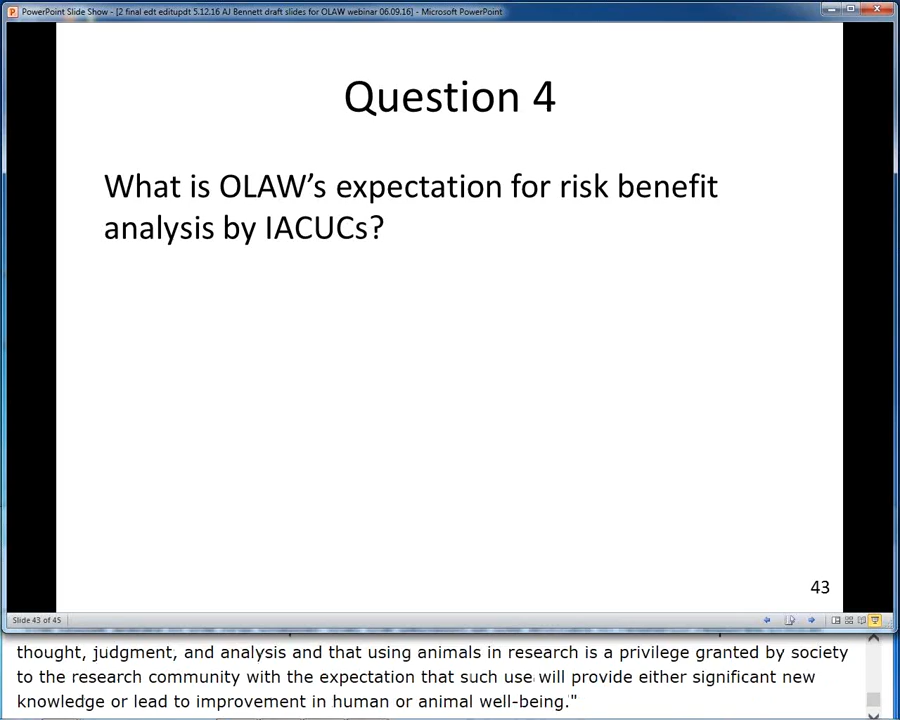 PowerPoint Slide Show - [2 final edt editupdt 5.12.16 AJ Bennett draft slides for OLAW webinar 06.09.16] - Microsoft PowerPoint
Question 4
What is OLAW’s expectation for risk benefit
analysis by IACUCs?
43
Slide 43 of 45
thought, judgment, and analysis and that using animals in research is a privilege granted by society
to the research community with the expectation that such use will provide either significant new
knowledge or lead to improvement in human or animal well-being."